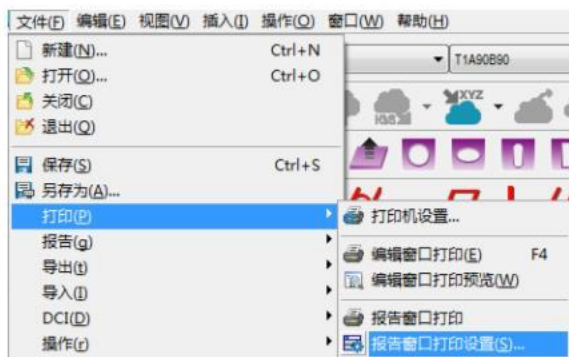 文件(F) 编辑(E) 视图(V) 插入(I) 操作(O) 窗口(W) 帮助(H)
新建(N)... Ctrl+N
打开(O)... Ctrl+O
T1A90B90
关闭(C)
XYZ
退出(Q)
IGES
保存(S) Ctrl+S
另存为(A)...
打印(P)
打印机设置...
报告(g)
编辑窗口打印(E) F4
导出(t)
编辑窗口打印预览(W)
导入(I)
DCI(D)
报告窗口打印
操作(r)
报告窗口打印设置(S)...